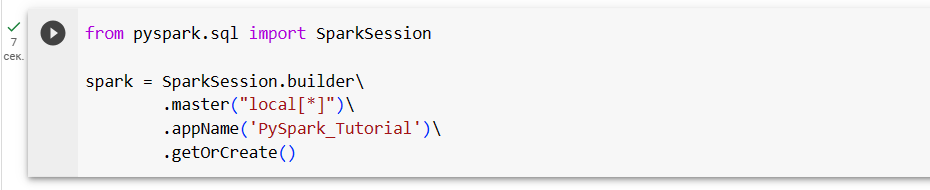 from pyspark.sql import SparkSession
7
сек.
spark = SparkSession.builder\
.master("local[*]")\
.appName('PySpark_Tutorial')\
.getOrCreate()